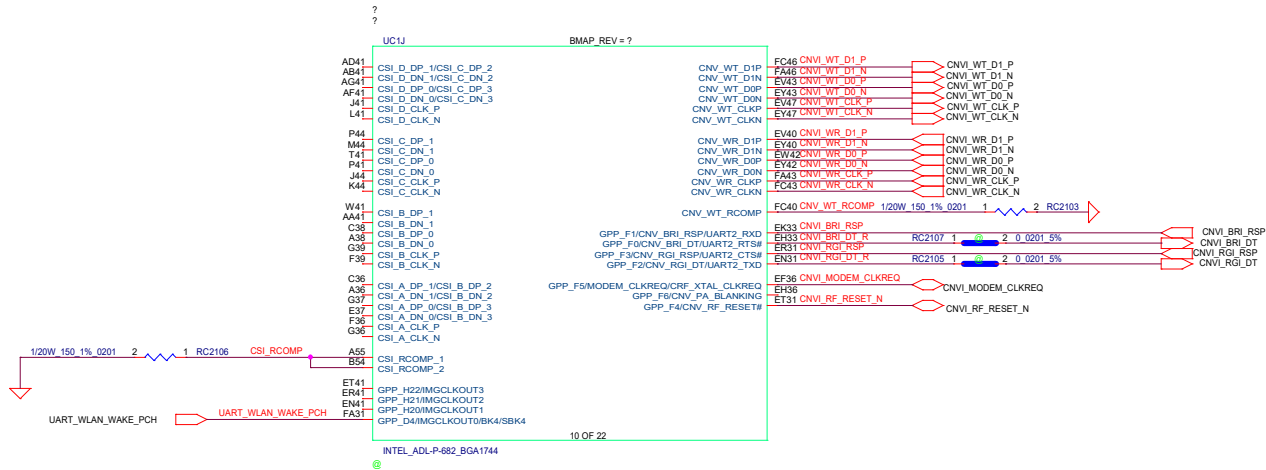 ?
?
UC1J BMAP_REV = ?
AD41 CSI_D_DP_1/CSI_C_DP_2 CNV_WT_D1P FC46 CNVI_WT_D1_P CNVI_WT_D1_P
AB41 CSI_D_DN_1/CSI_C_DN_2 CNV_WT_D1N FA46 CNVI_WT_D1_N CNVI_WT_D1_N
AG41 CSI_D_DP_0/CSI_C_DP_3 CNV_WT_D0P EV43 CNVI_WT_D0_P CNVI_WT_D0_P
AF41 CSI_D_DN_0/CSI_C_DN_3 CNV_WT_D0N EY43 CNVI_WT_D0_N CNVI_WT_D0_N
J41 CSI_D_CLK_P CNV_WT_CLKP EV47 CNVI_WT_CLK_P CNVI_WT_CLK_P
L41 CSI_D_CLK_N CNV_WT_CLKN EY47 CNVI_WT_CLK_N CNVI_WT_CLK_N
P44 CSI_C_DP_1 CNV_WR_D1P EV40 CNVI_WR_D1_P CNVI_WR_D1_P
M44 CSI_C_DN_1 CNV_WR_D1N EY40 CNVI_WR_D1_N CNVI_WR_D1_N
T41 CSI_C_DP_0 CNV_WR_D0P EW42 CNVI_WR_D0_P CNVI_WR_D0_P
P41 CSI_C_DN_0 CNV_WR_D0N EY42 CNVI_WR_D0_N CNVI_WR_D0_N
J44 CSI_C_CLK_P CNV_WR_CLKP FA43 CNVI_WR_CLK_P CNVI_WR_CLK_P
K44 CSI_C_CLK_N CNV_WR_CLKN FC43 CNVI_WR_CLK_N CNVI_WR_CLK_N
W41 CSI_B_DP_1 CNV_WT_RCOMP FC40 CNV_WT_RCOMP 1/20W_150_1%_0201 1 2 RC2103
AA41 CSI_B_DN_1
C38 CSI_B_DP_0 GPP_F1/CNV_BRI_RSP/UART2_RXD EK33 CNVI_BRI_RSP CNVI_BRI_RSP
A38 CSI_B_DN_0 GPP_F0/CNV_BRI_DT/UART2_RTS# EH33 CNVI_BRI_DT_R RC2107 1 @ 2 0_0201_5% CNVI_BRI_DT
G39 CSI_B_CLK_P GPP_F3/CNV_RGI_RSP/UART2_CTS# ER31 CNVI_RGI_RSP CNVI_RGI_RSP
F39 CSI_B_CLK_N GPP_F2/CNV_RGI_DT/UART2_TXD EN31 CNVI_RGI_DT_R RC2105 1 @ 2 0_0201_5% CNVI_RGI_DT
C36 CSI_A_DP_1/CSI_B_DP_2 GPP_F5/MODEM_CLKREQ/CRF_XTAL_CLKREQ EF36 CNVI_MODEM_CLKREQ CNVI_MODEM_CLKREQ
A36 CSI_A_DN_1/CSI_B_DN_2 GPP_F6/CNV_PA_BLANKING EH36
G37 CSI_A_DP_0/CSI_B_DP_3 GPP_F4/CNV_RF_RESET# ET31 CNVI_RF_RESET_N CNVI_RF_RESET_N
E37 CSI_A_DN_0/CSI_B_DN_3
F36 CSI_A_CLK_P
G36 CSI_A_CLK_N
1/20W_150_1%_0201 2 1 RC2106 CSI_RCOMP A55 CSI_RCOMP_1
B54 CSI_RCOMP_2
ET41 GPP_H22/IMGCLKOUT3
ER41 GPP_H21/IMGCLKOUT2
EN41 GPP_H20/IMGCLKOUT1
UART_WLAN_WAKE_PCH UART_WLAN_WAKE_PCH FA31 GPP_D4/IMGCLKOUT0/BK4/SBK4
10 OF 22
INTEL_ADL-P-682_BGA1744
@